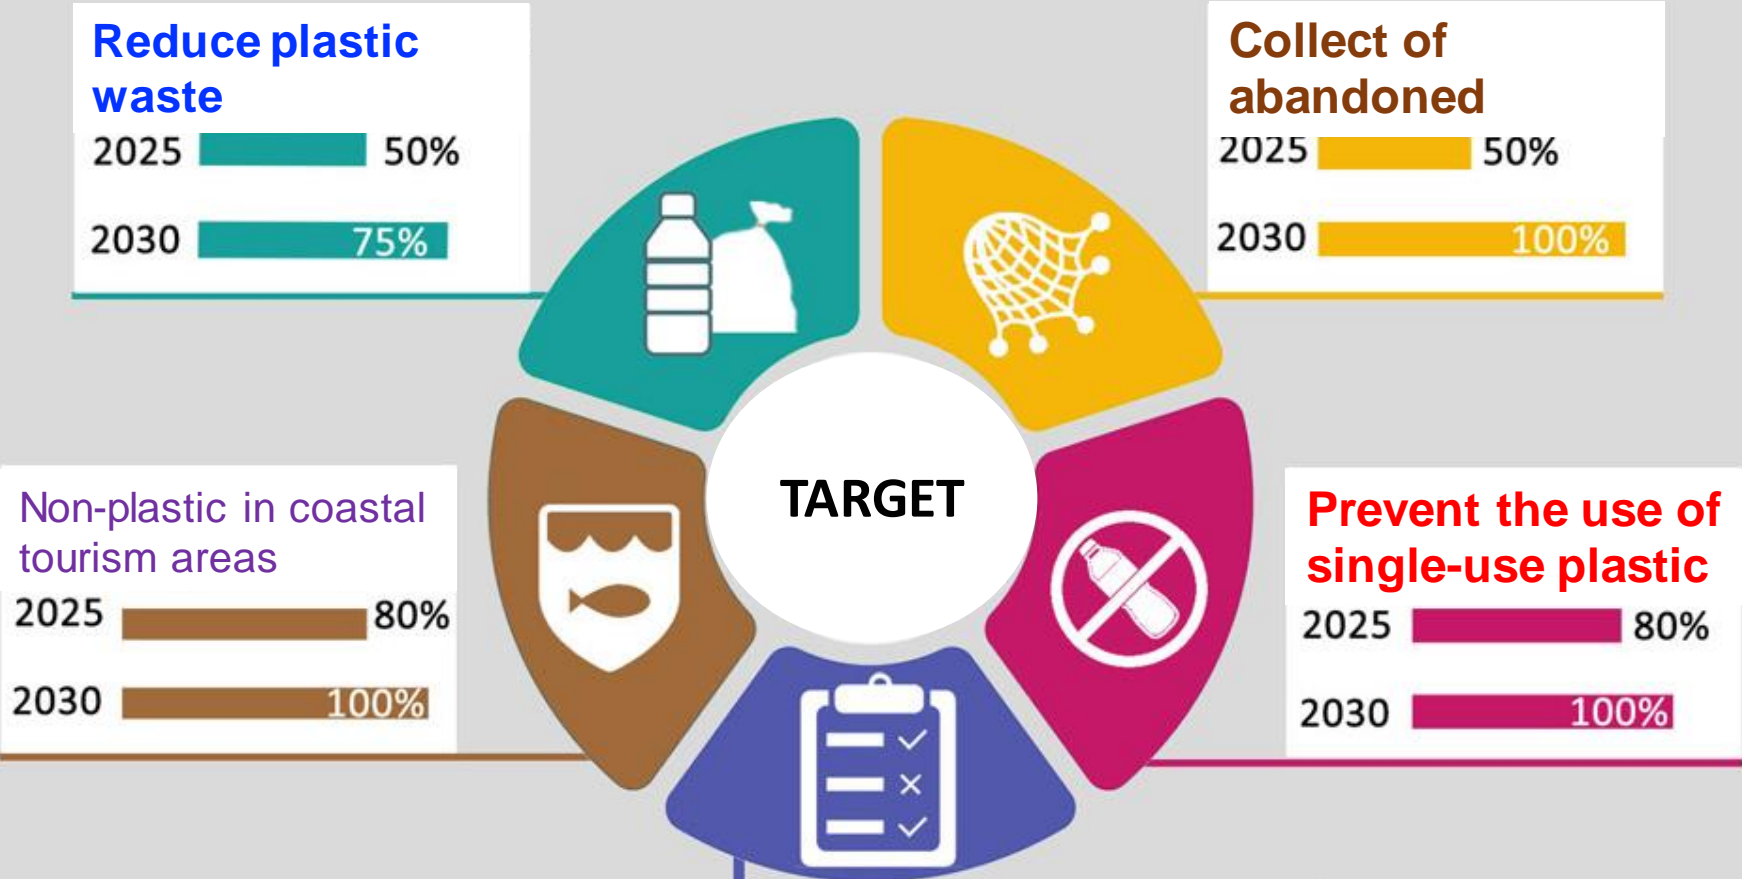 Reduce plastic
waste
2025 50%
2030 75%
Collect of
abandoned
2025 50%
2030 100%
TARGET
Non-plastic in coastal
tourism areas
2025 80%
2030 100%
Prevent the use of
single-use plastic
2025 80%
2030 100%